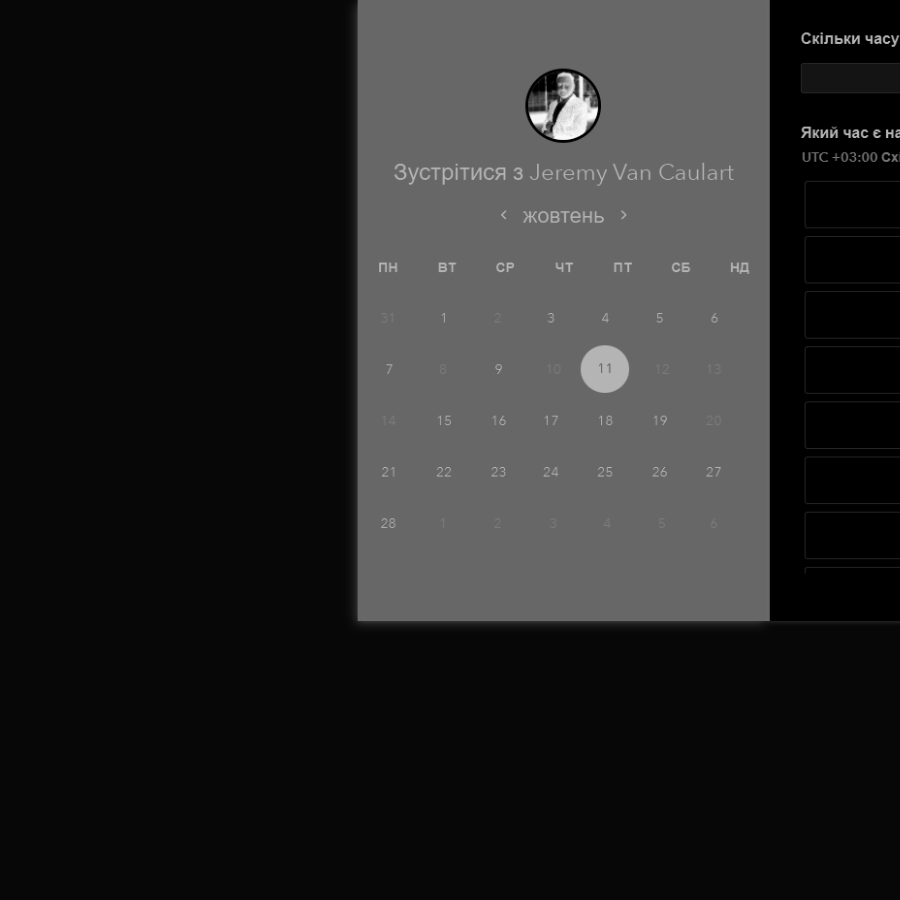 Зустрітися з Jeremy Van Caulart
жовтень
ПН ВТ СР ЧТ ПТ СБ НД
31 1 2 3 4 5 6
7 8 9 10 11 12 13
14 15 16 17 18 19 20
21 22 23 24 25 26 27
28 1 2 3 4 5 6
Скільки часу
Який час є
UTC +03:00